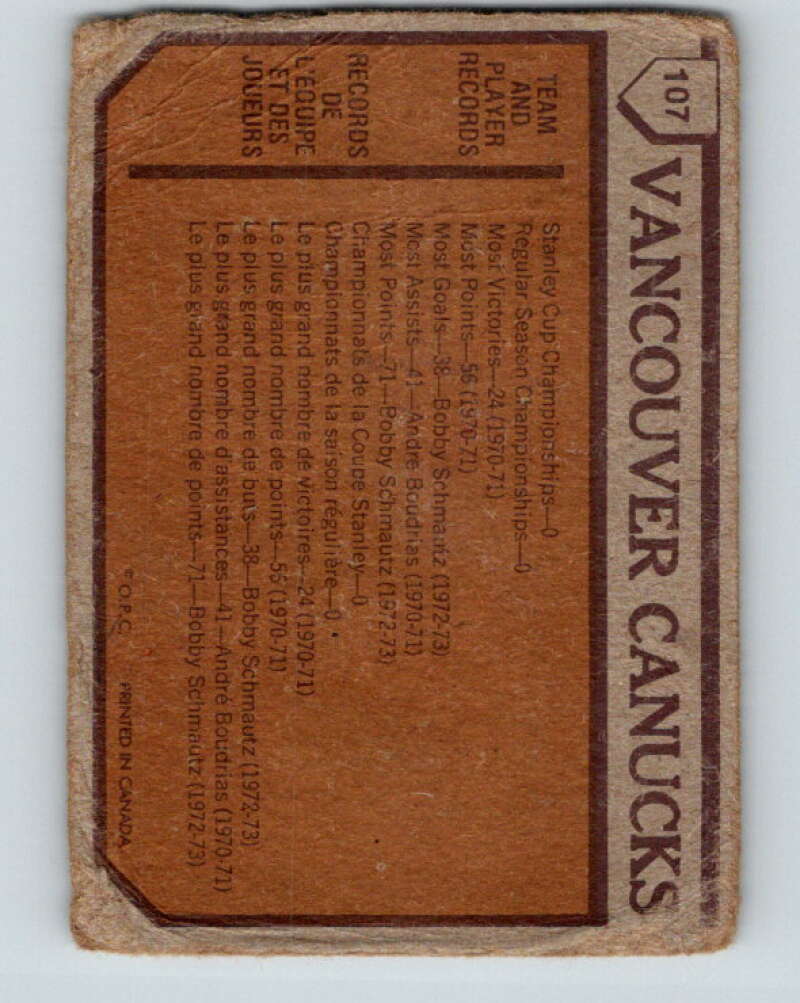 107
VANCOUVER CANUCKS
TEAM
AND
PLAYER
RECORDS
Stanley Cup Championships—0
Regular Season Championships—0
Most Victories—24 (1970-71)
Most Points—56 (1970-71)
Most Goals—38—Bobby Schmautz (1972-73)
Most Assists—41—Andre Boudrias (1970-71)
Most Points—71—Bobby Schmautz (1972-73)
RECORDS
DE
L'ÉQUIPE
ET DES
JOUEURS
Championnats de la Coupe Stanley—0
Championnats de la saison régulière—0
Le plus grand nombre de victoires—24 (1970-71)
Le plus grand nombre de points—56 (1970-71)
Le plus grand nombre de buts—38—Bobby Schmautz (1972-73)
Le plus grand nombre d'assistances—41—André Boudrias (1970-71)
Le plus grand nombre de points—71—Bobby Schmautz (1972-73)
© O.P.C. PRINTED IN CANADA